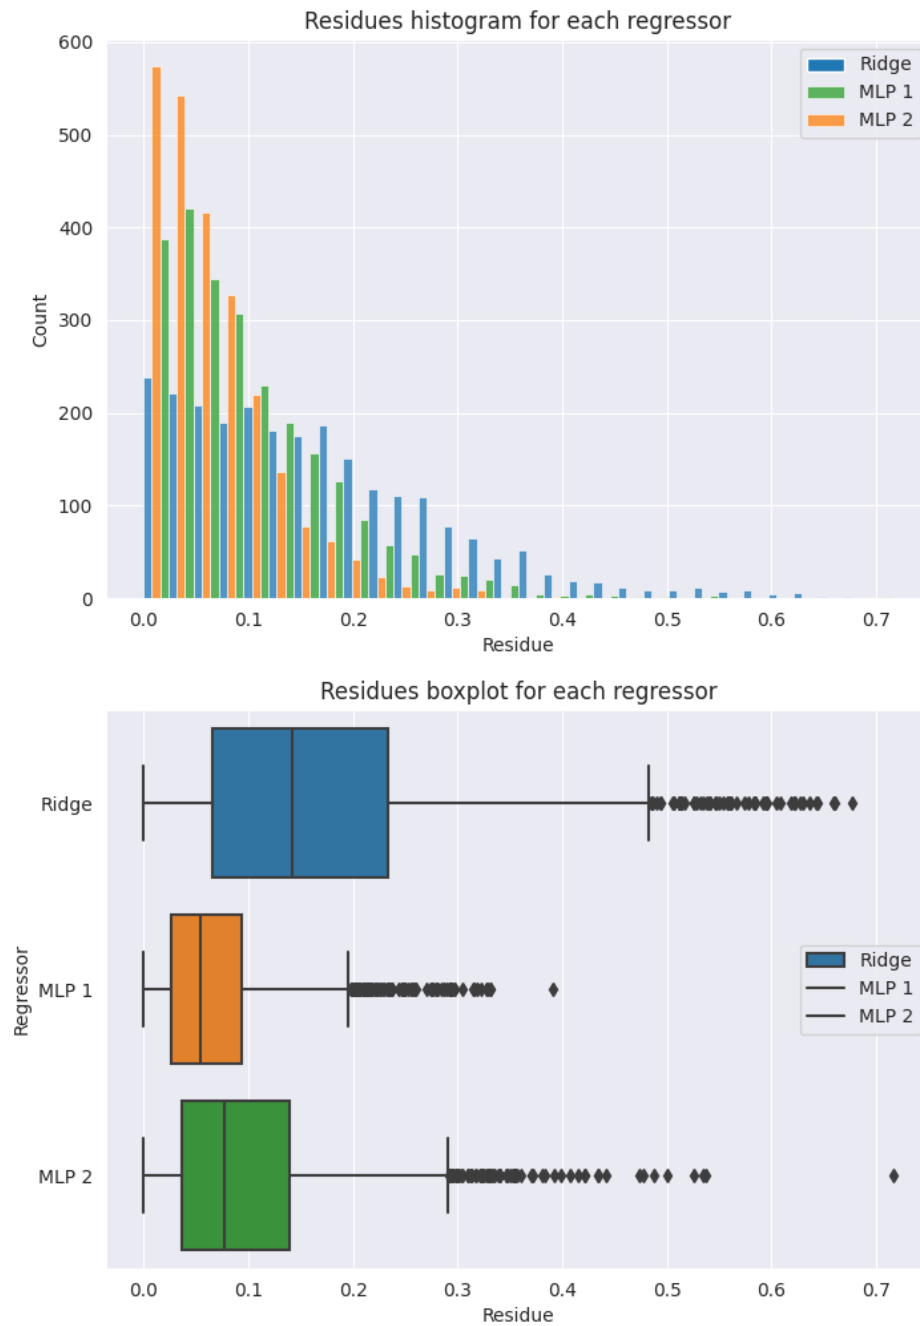 Residues histogram for each regressor
600
500
400
300
200
100
0
Count
Ridge
MLP 1
MLP 2
0.0 0.1 0.2 0.3 0.4 0.5 0.6 0.7
Residue
Residues boxplot for each regressor
Regressor
Ridge
MLP 1
MLP 2
Ridge
MLP 1
MLP 2
0.0 0.1 0.2 0.3 0.4 0.5 0.6 0.7
Residue